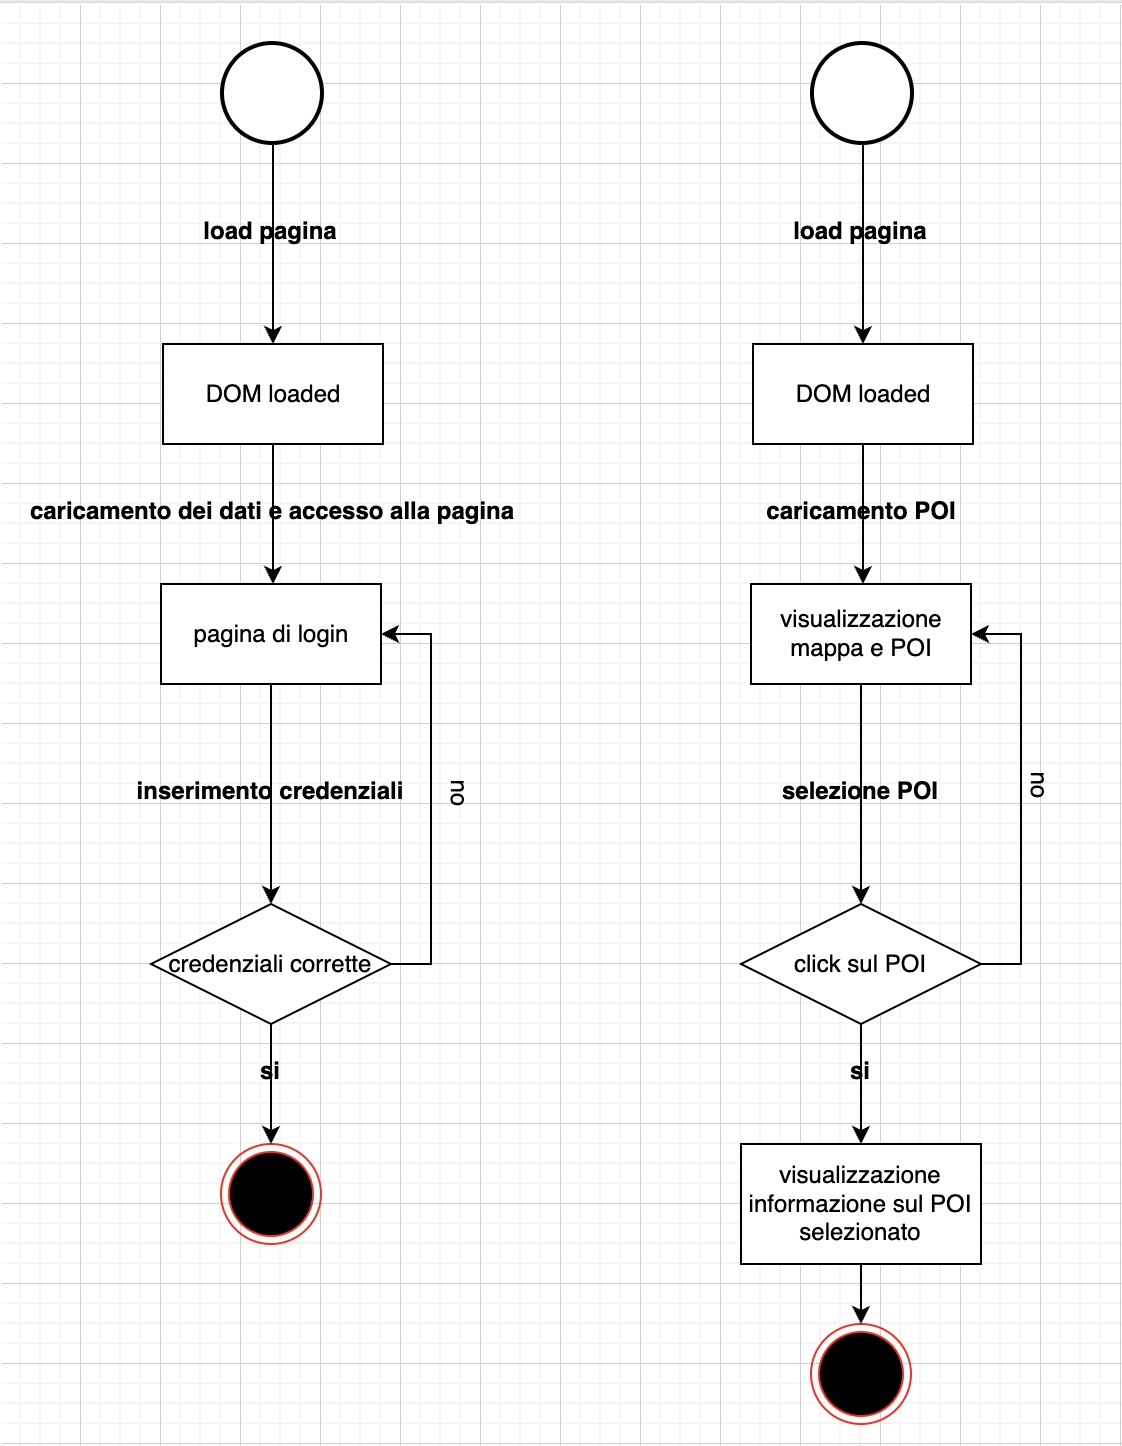 load pagina
DOM loaded
caricamento dei dati e accesso alla pagina
pagina di login
inserimento credenziali
no
credenziali corrette
si
load pagina
DOM loaded
caricamento POI
visualizzazione
mappa e POI
selezione POI
no
click sul POI
si
visualizzazione
informazione sul POI
selezionato